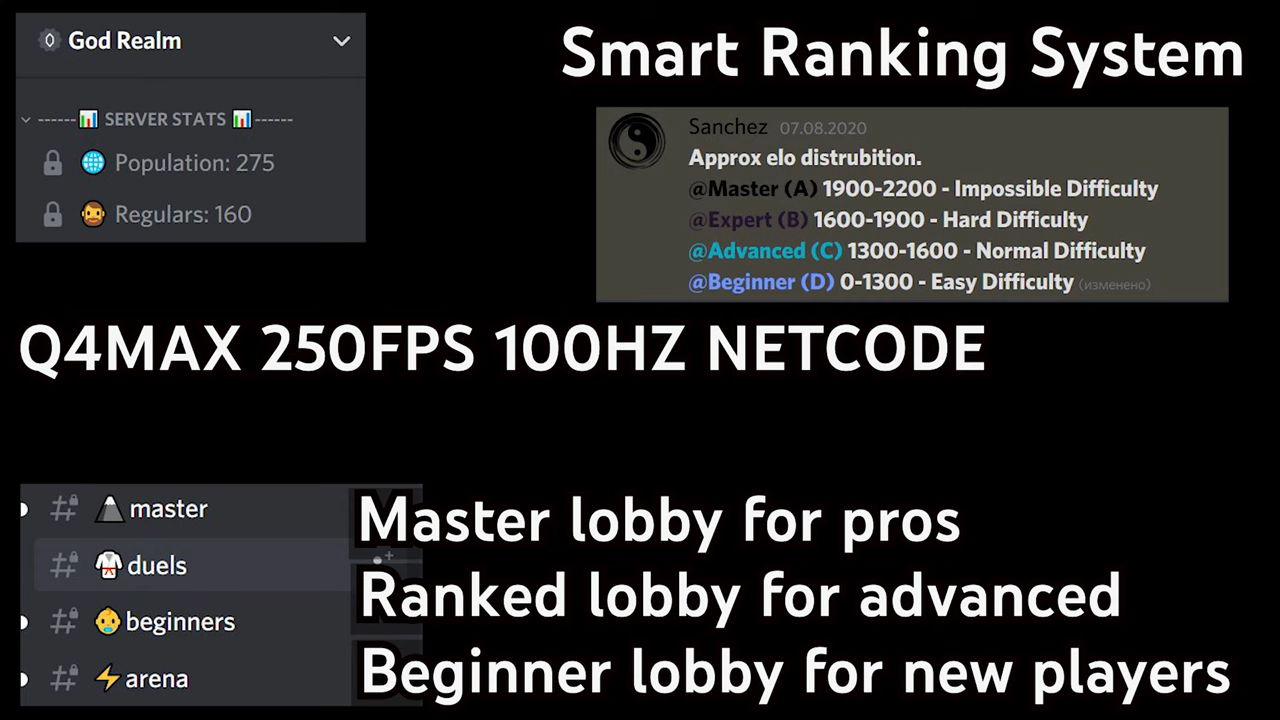 God Realm
Smart Ranking System
------📊 SERVER STATS 📊------
Population: 275
Regulars: 160
Sanchez 07.08.2020
Approx elo distrubition.
@Master (A) 1900-2200 - Impossible Difficulty
@Expert (B) 1600-1900 - Hard Difficulty
@Advanced (C) 1300-1600 - Normal Difficulty
@Beginner (D) 0-1300 - Easy Difficulty (изменено)
Q4MAX 250FPS 100HZ NETCODE
master
duels
beginners
arena
Master lobby for pros
Ranked lobby for advanced
Beginner lobby for new players